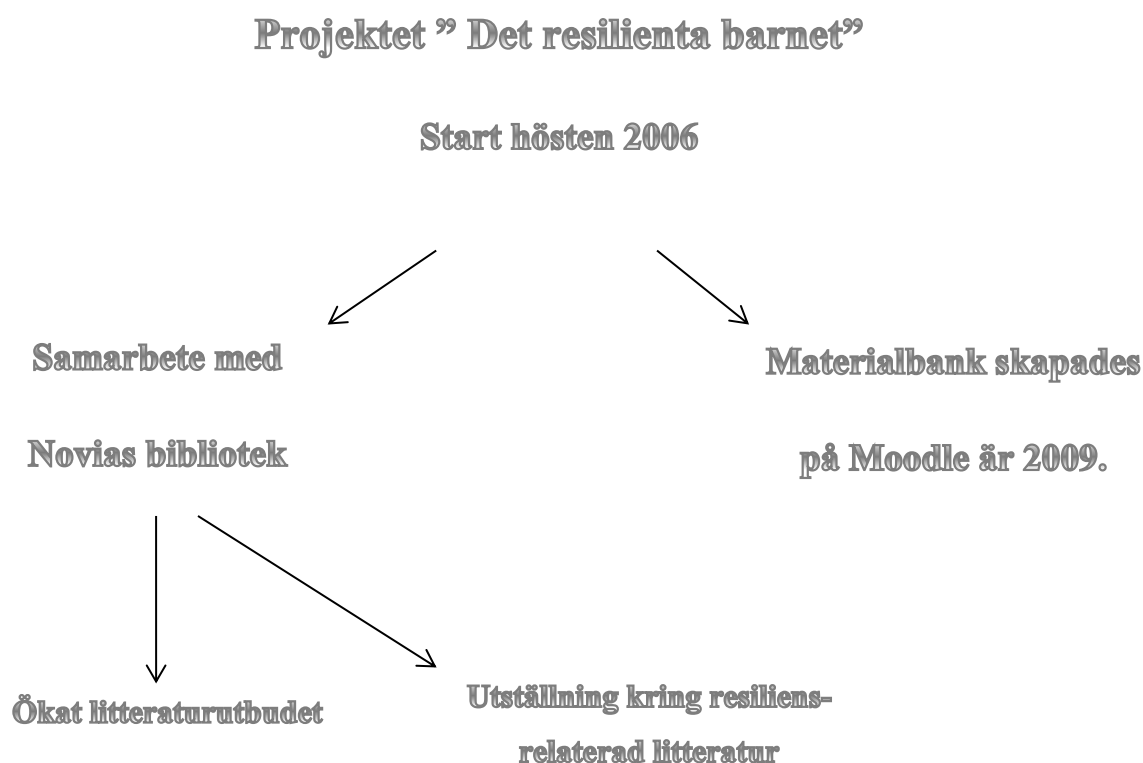 Projektet ” Det resilienta barnet”
Start hösten 2006
Samarbete med
Novias bibliotek
Materialbank skapades
på Moodle är 2009.
Ökat litteraturutbudet
Utställning kring resiliens-
relaterad litteratur